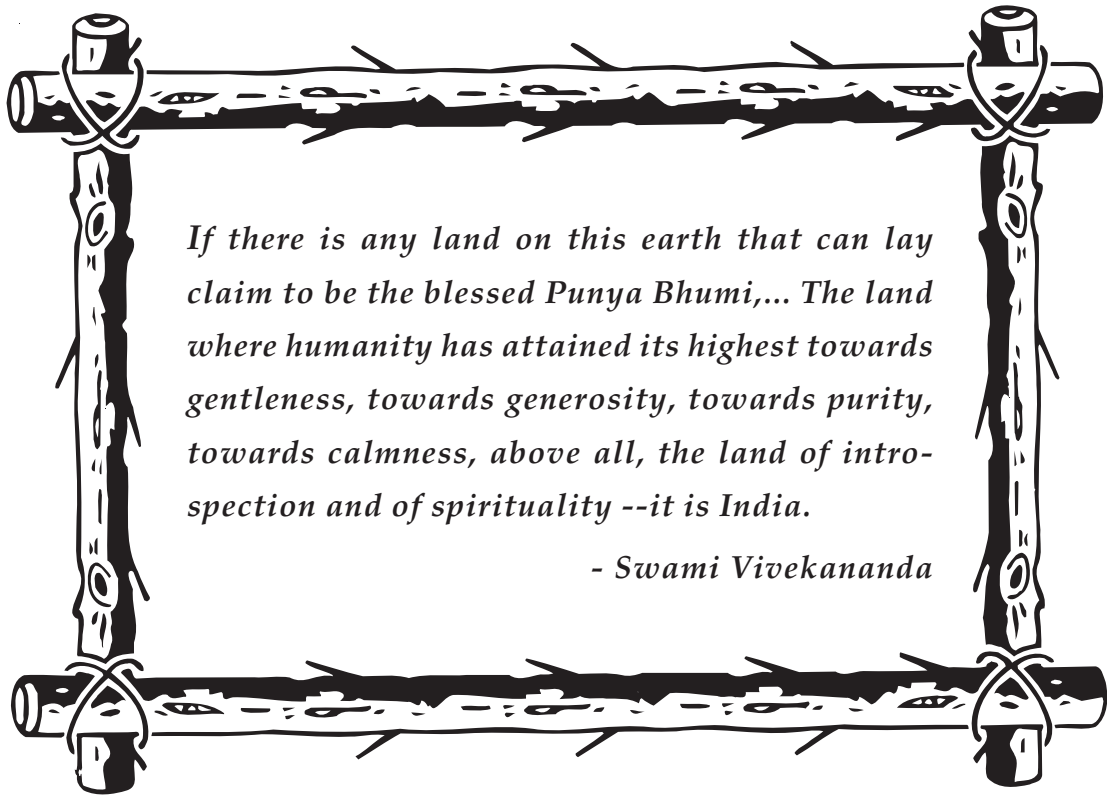 If there is any land on this earth that can lay
claim to be the blessed Punya Bhumi,... The land
where humanity has attained its highest towards
gentleness, towards generosity, towards purity,
towards calmness, above all, the land of intro-
spection and of spirituality --it is India.
- Swami Vivekananda